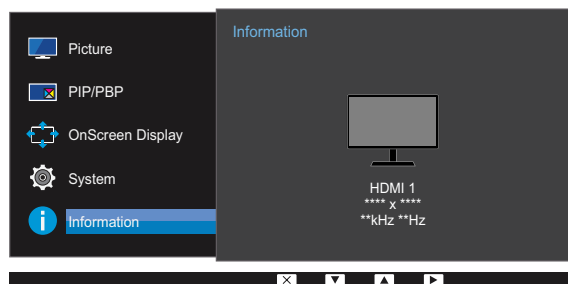 Picture
PIP/PBP
OnScreen Display
System
Information
Information
HDMI 1
**** x ****
**kHz **Hz